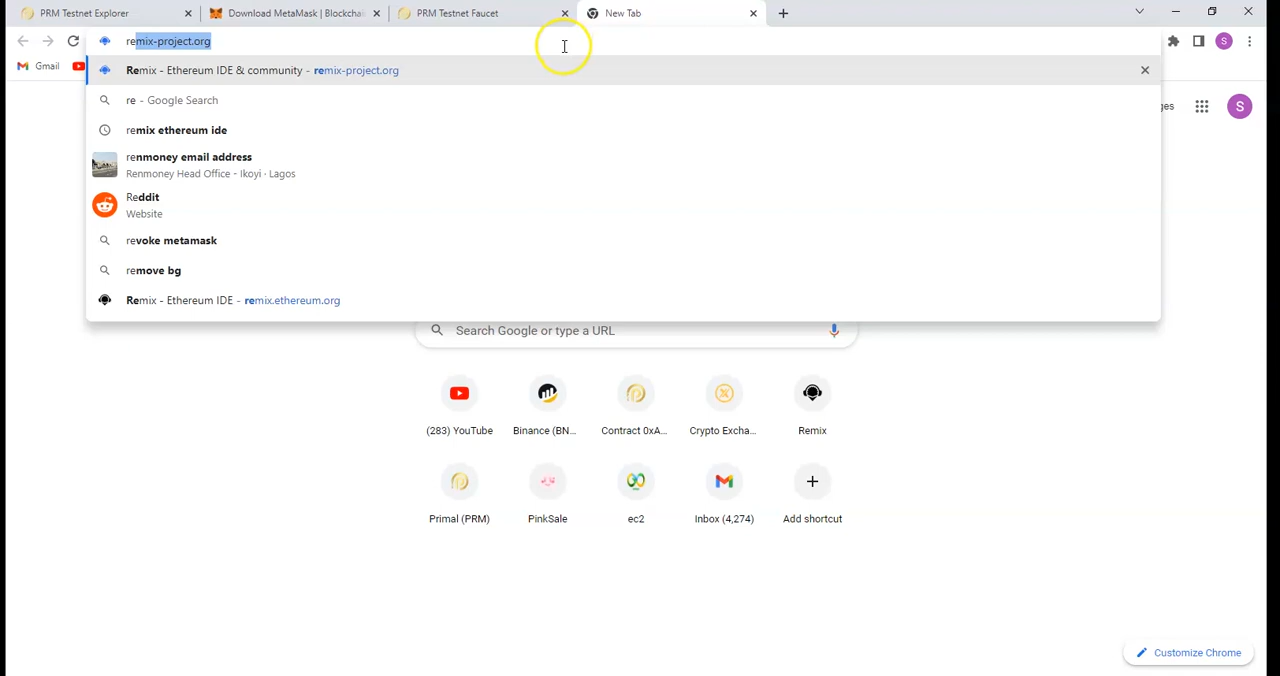 PRM Testnet Explorer
Download MetaMask | Blockchai
PRM Testnet Faucet
New Tab
remix-project.org
Gmail
Remix - Ethereum IDE & community - remix-project.org
re - Google Search
remix ethereum ide
renmoney email address
Renmoney Head Office - Ikoyi · Lagos
Reddit
Website
revoke metamask
remove bg
Remix - Ethereum IDE - remix.ethereum.org
ges
S
S
Search Google or type a URL
(283) YouTube
Binance (BN...
Contract 0xA...
Crypto Excha...
Remix
Primal (PRM)
PinkSale
ec2
Inbox (4,274)
Add shortcut
Customize Chrome